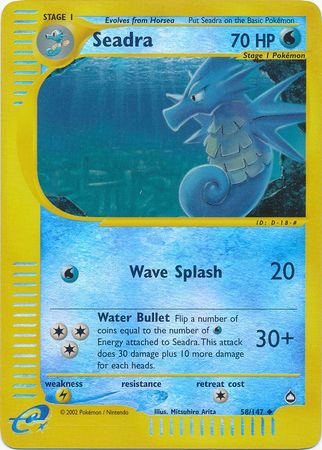 STAGE 1
Evolves from Horsea
Put Seadra on the Basic Pokémon
Seadra
70 HP
Stage 1 Pokémon
ID: D-18-#
Wave Splash 20
Water Bullet Flip a number of
coins equal to the number of
Energy attached to Seadra. This attack
does 30 damage plus 10 more damage
for each heads.
30+
weakness resistance retreat cost
e
© 2002 Pokémon / Nintendo
Illus. Mitsuhiro Arita
58/147